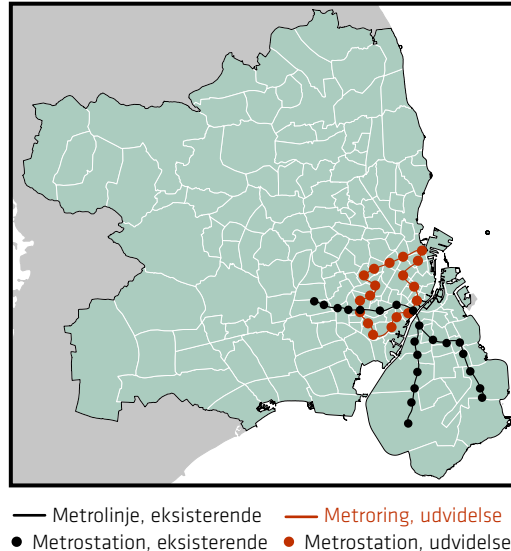 Metrolinje, eksisterende Metroring, udvidelse
Metrostation, eksisterende Metrostation, udvidelse